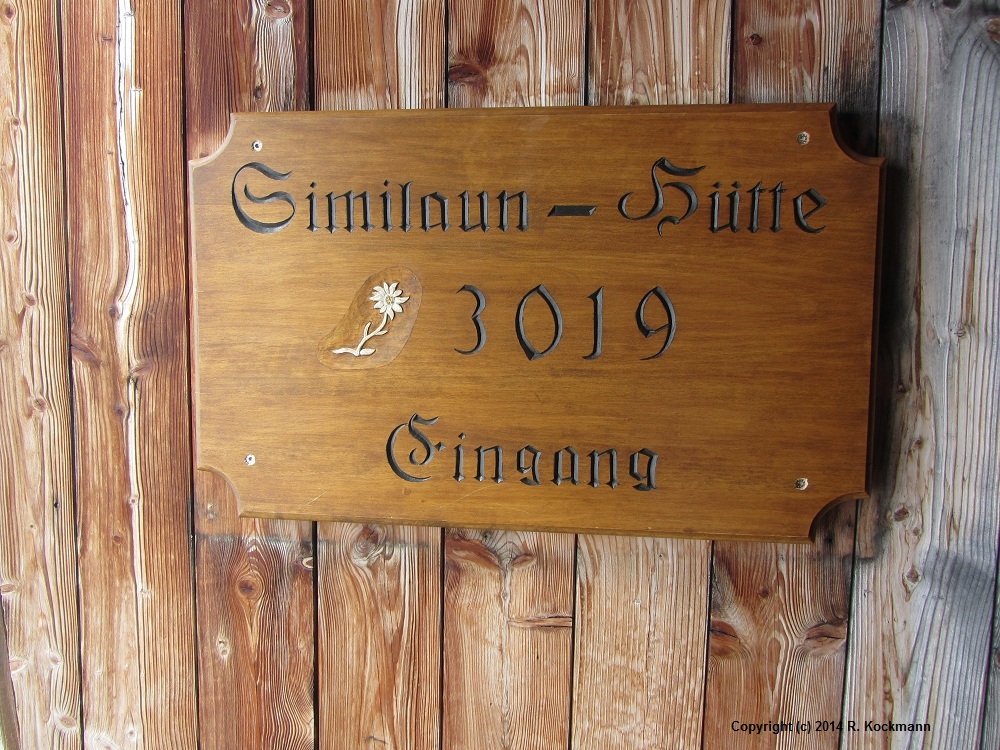 Similaun - Hütte
3019
Eingang
Copyright (c) 2014 R. Kockmann